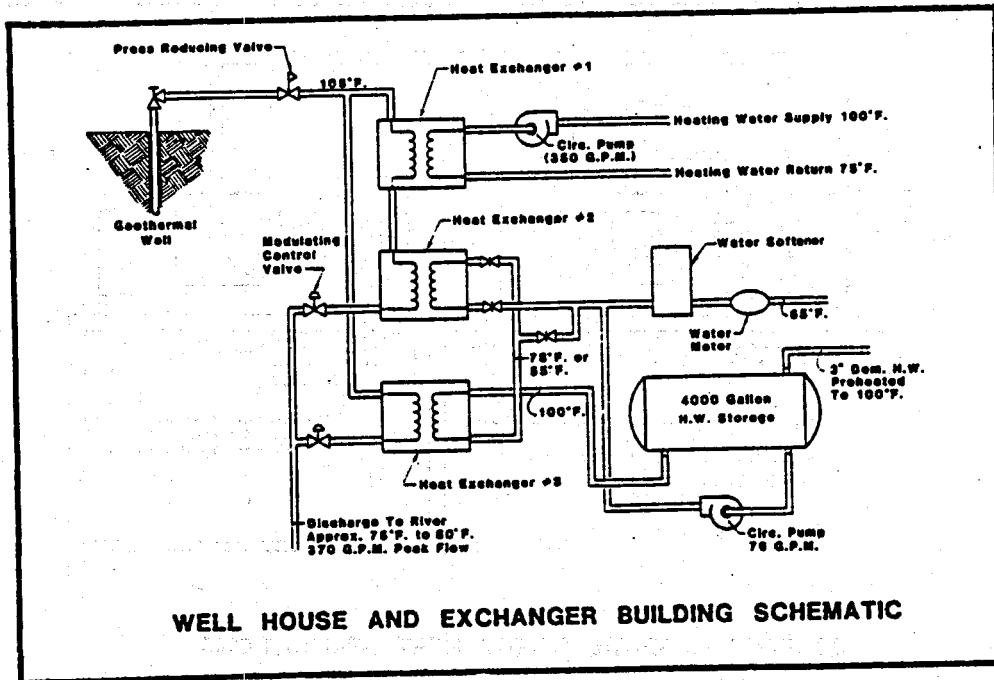 Press Reducing Valve
105°F.
Heat Exchanger #1
Heating Water Supply 100°F.
Circ. Pump
(350 G.P.M.)
Heating Water Return 75°F.
Geothermal
Well
Heat Exchanger #2
Modulating
Control
Valve
Water Softener
Water
Meter
55°F.
75°F. or
55°F.
3" Dom. H.W.
Preheated
To 100°F.
4000 Gallon
H.W. Storage
100°F.
Heat Exchanger #3
Discharge To River
Approx. 75°F. to 80°F.
370 G.P.M. Peak Flow
Circ. Pump
75 G.P.M.
WELL HOUSE AND EXCHANGER BUILDING SCHEMATIC